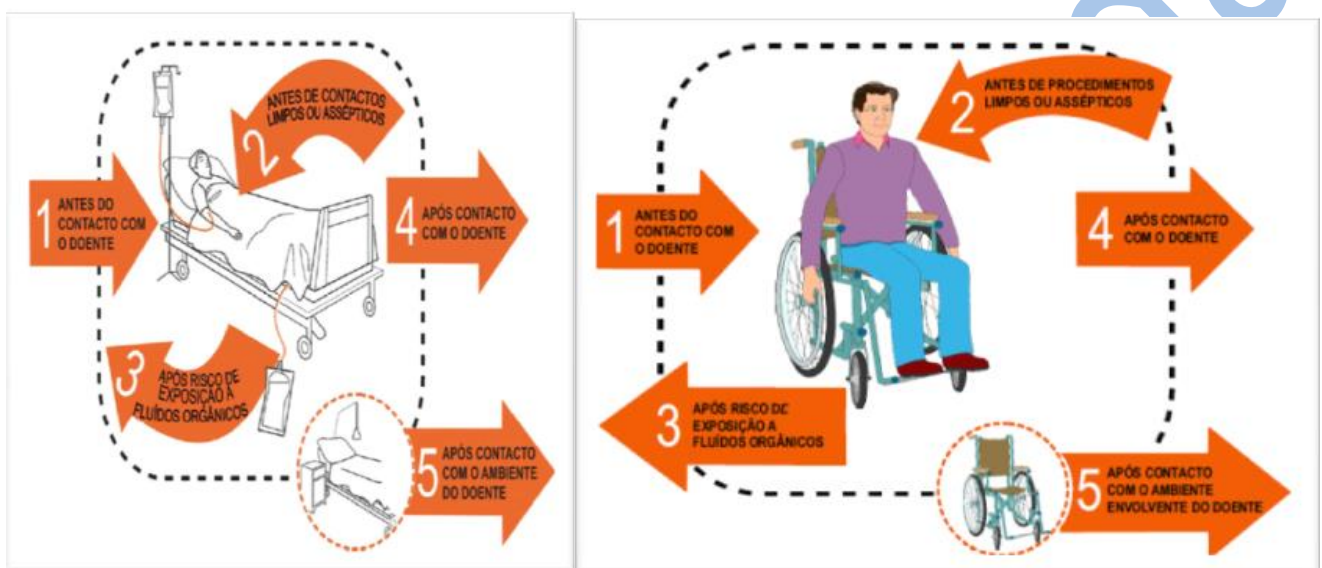 ANTES DE CONTACTOS
LIMPOS OU ASSÉPTICOS
2
1
ANTES DO
CONTACTO COM
O DOENTE
4
APÓS CONTACTO
COM O DOENTE
3
APÓS RISCO DE
EXPOSIÇÃO À
FLUÍDOS ORGÂNICOS
5
APÓS CONTACTO
COM O AMBIENTE
DO DOENTE
2
ANTES DE PROCEDIMENTOS
LIMPOS OU ASSÉPTICOS
1
ANTES DO
CONTACTO COM
O DOENTE
4
APÓS CONTACTO
COM O DOENTE
3
APÓS RISCO DE
EXPOSIÇÃO A
FLUÍDOS ORGÂNICOS
5
APÓS CONTACTO
COM O AMBIENTE
ENVOLVENTE DO DOENTE